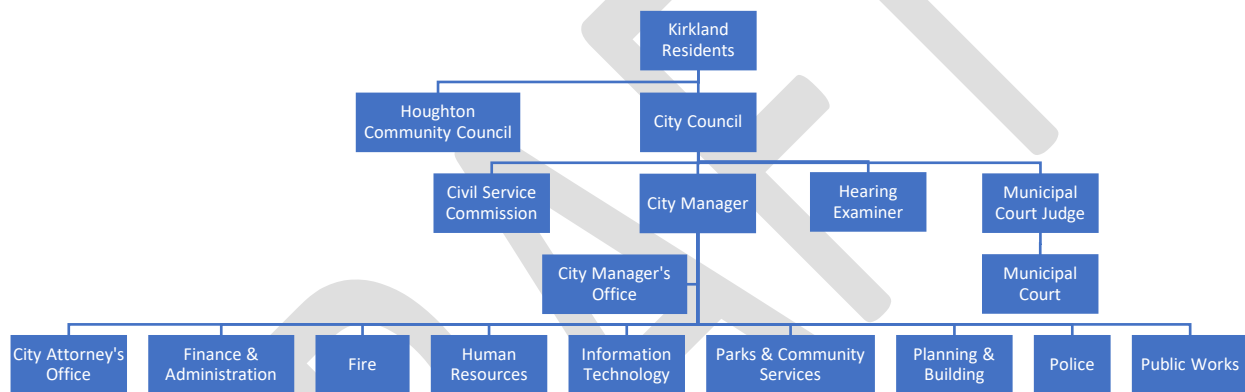 Kirkland
Residents
Houghton
Community Council
City Council
Civil Service
Commission
City Manager
Hearing
Examiner
Municipal
Court Judge
City Manager's
Office
Municipal
Court
City Attorney's
Office
Finance &
Administration
Fire
Human
Resources
Information
Technology
Parks & Community
Services
Planning &
Building
Police
Public Works
DRAFT